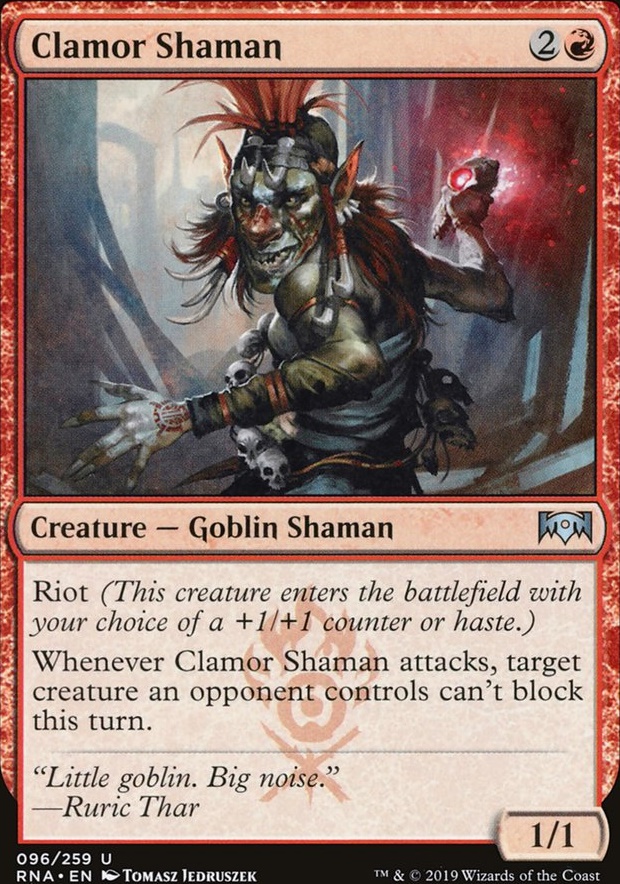 Clamor Shaman 2
Creature — Goblin Shaman
Riot (This creature enters the battlefield with
your choice of a +1/+1 counter or haste.)
Whenever Clamor Shaman attacks, target
creature an opponent controls can't block
this turn.
"Little goblin. Big noise."
—Ruric Thar
1/1
096/259 U
RNA • EN Tomasz Jedruszek
™ & © 2019 Wizards of the Coast